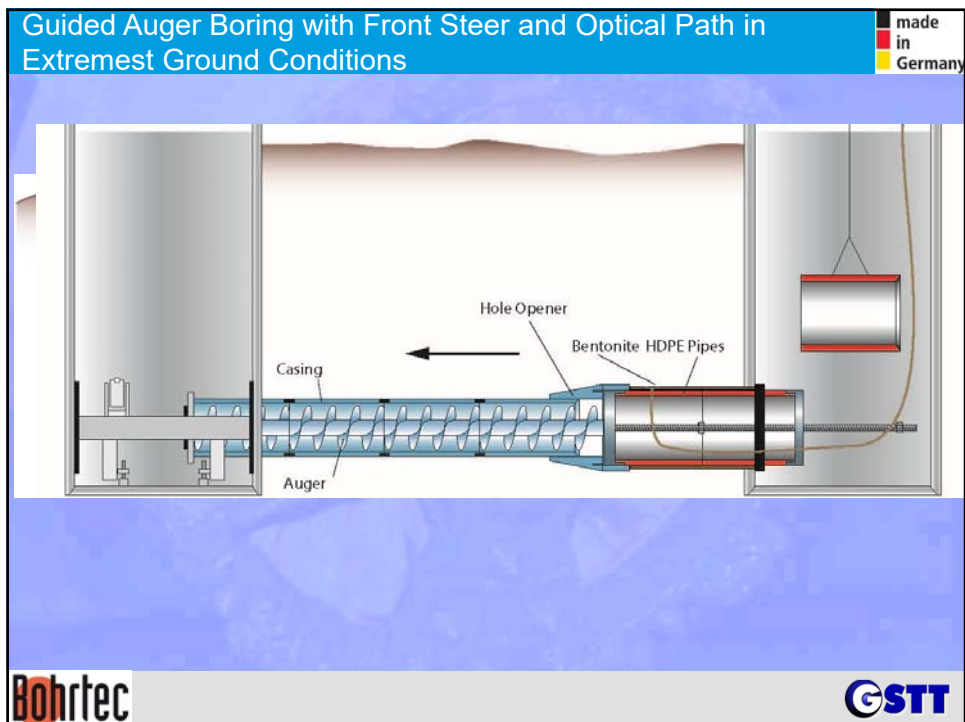 Guided Auger Boring with Front Steer and Optical Path in
Extremest Ground Conditions
made
in
Germany
Hole Opener
Bentonite HDPE Pipes
Casing
Auger
Bohrtec
GSTT